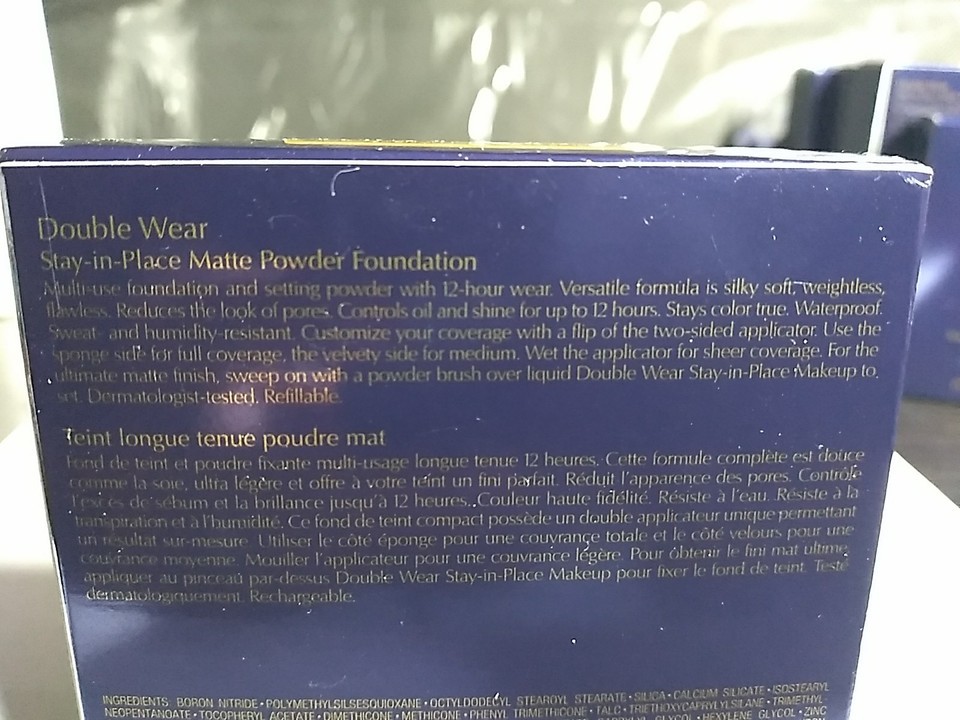 Double Wear
Stay-in-Place Matte Powder Foundation
Multi-use foundation and setting powder with 12-hour wear. Versatile formula is silky soft, weightless,
flawless. Reduces the look of pores. Controls oil and shine for up to 12 hours. Stays color true. Waterproof.
Sweat- and humidity-resistant. Customize your coverage with a flip of the two-sided applicator. Use the
sponge side for full coverage, the velvety side for medium. Wet the applicator for sheer coverage. For the
ultimate matte finish, sweep on with a powder brush over liquid Double Wear Stay-in-Place Makeup to
set. Dermatologist-tested. Refillable.
Teint longue tenue poudre mat
Fond de teint et poudre fixante multi-usage longue tenue 12 heures. Cette formule complète est douce
comme la soie, ultra légère et offre à votre teint un fini parfait. Réduit l'apparence des pores. Contrôle
l'excès de sébum et la brillance jusqu'à 12 heures. Couleur haute fidélité. Résiste à l'eau. Résiste à la
transpiration et à l'humidité. Ce fond de teint compact possède un double applicateur unique permettant
un résultat sur-mesure. Utiliser le côté éponge pour une couvrance totale et le côté velours pour une
couvrance moyenne. Mouiller l'applicateur pour une couvrance légère. Pour obtenir le fini mat ultime,
appliquer au pinceau par-dessus Double Wear Stay-in-Place Makeup pour fixer le fond de teint. Testé
dermatologiquement. Rechargeable.
INGREDIENTS: BORON NITRIDE • POLYMETHYLSILSESQUIOXANE • OCTYLDODECYL STEAROYL STEARATE • SILICA • CALCIUM SILICATE • ISOSTEARYL
NEOPENTANOATE • TOCOPHERYL ACETATE • DIMETHICONE • METHICONE • PHENYL TRIMETHICONE • TALC • TRIETHOXYCAPRYLYLSILANE • TRIMETHYL
GLYCOL • HEXYLENE GLYCOL • ZINC